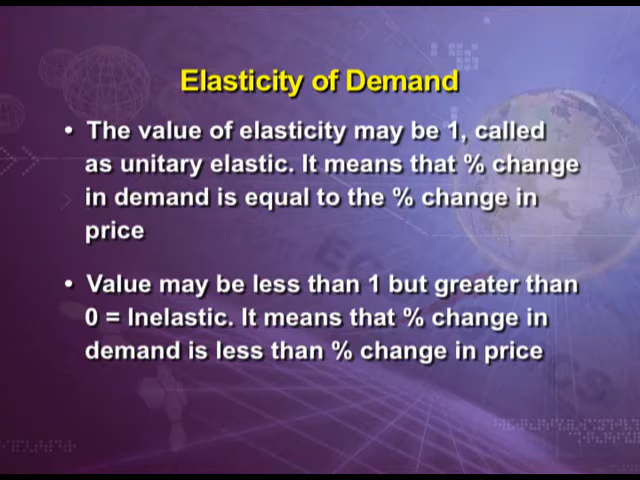 Elasticity of Demand
• The value of elasticity may be 1, called
as unitary elastic. It means that % change
in demand is equal to the % change in
price
• Value may be less than 1 but greater than
0 = Inelastic. It means that % change in
demand is less than % change in price